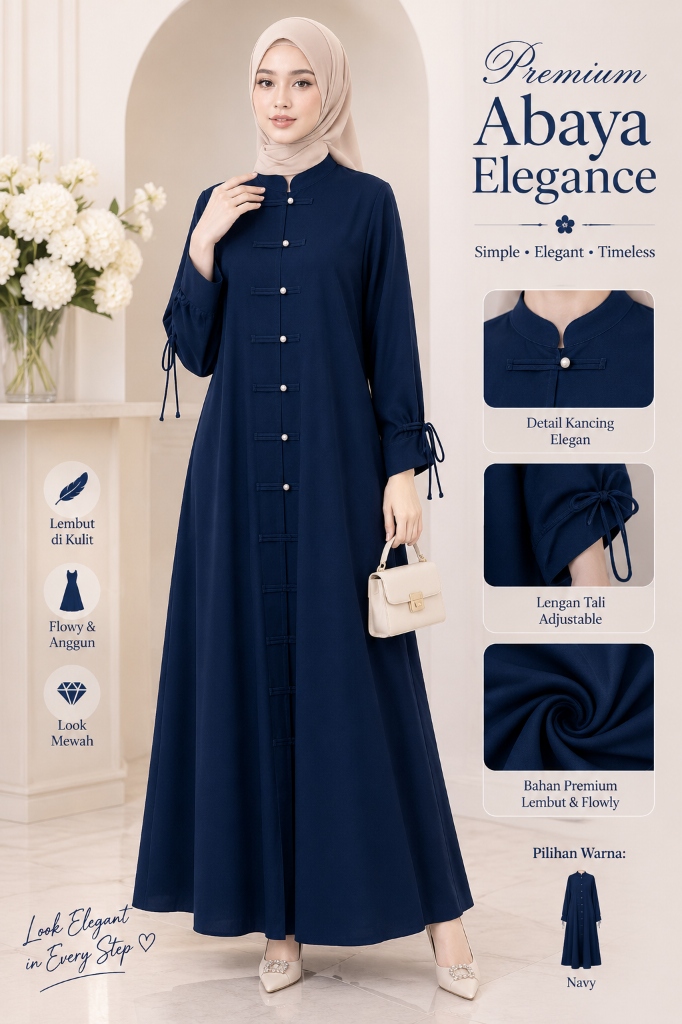 Premium
Abaya
Elegance
Simple • Elegant • Timeless
Detail Kancing
Elegan
Lengan Tali
Adjustable
Bahan Premium
Lembut & Flowly
Pilihan Warna:
Navy
Lembut
di Kulit
Flowy &
Anggun
Look
Mewah
Look Elegant
in Every Step ♡